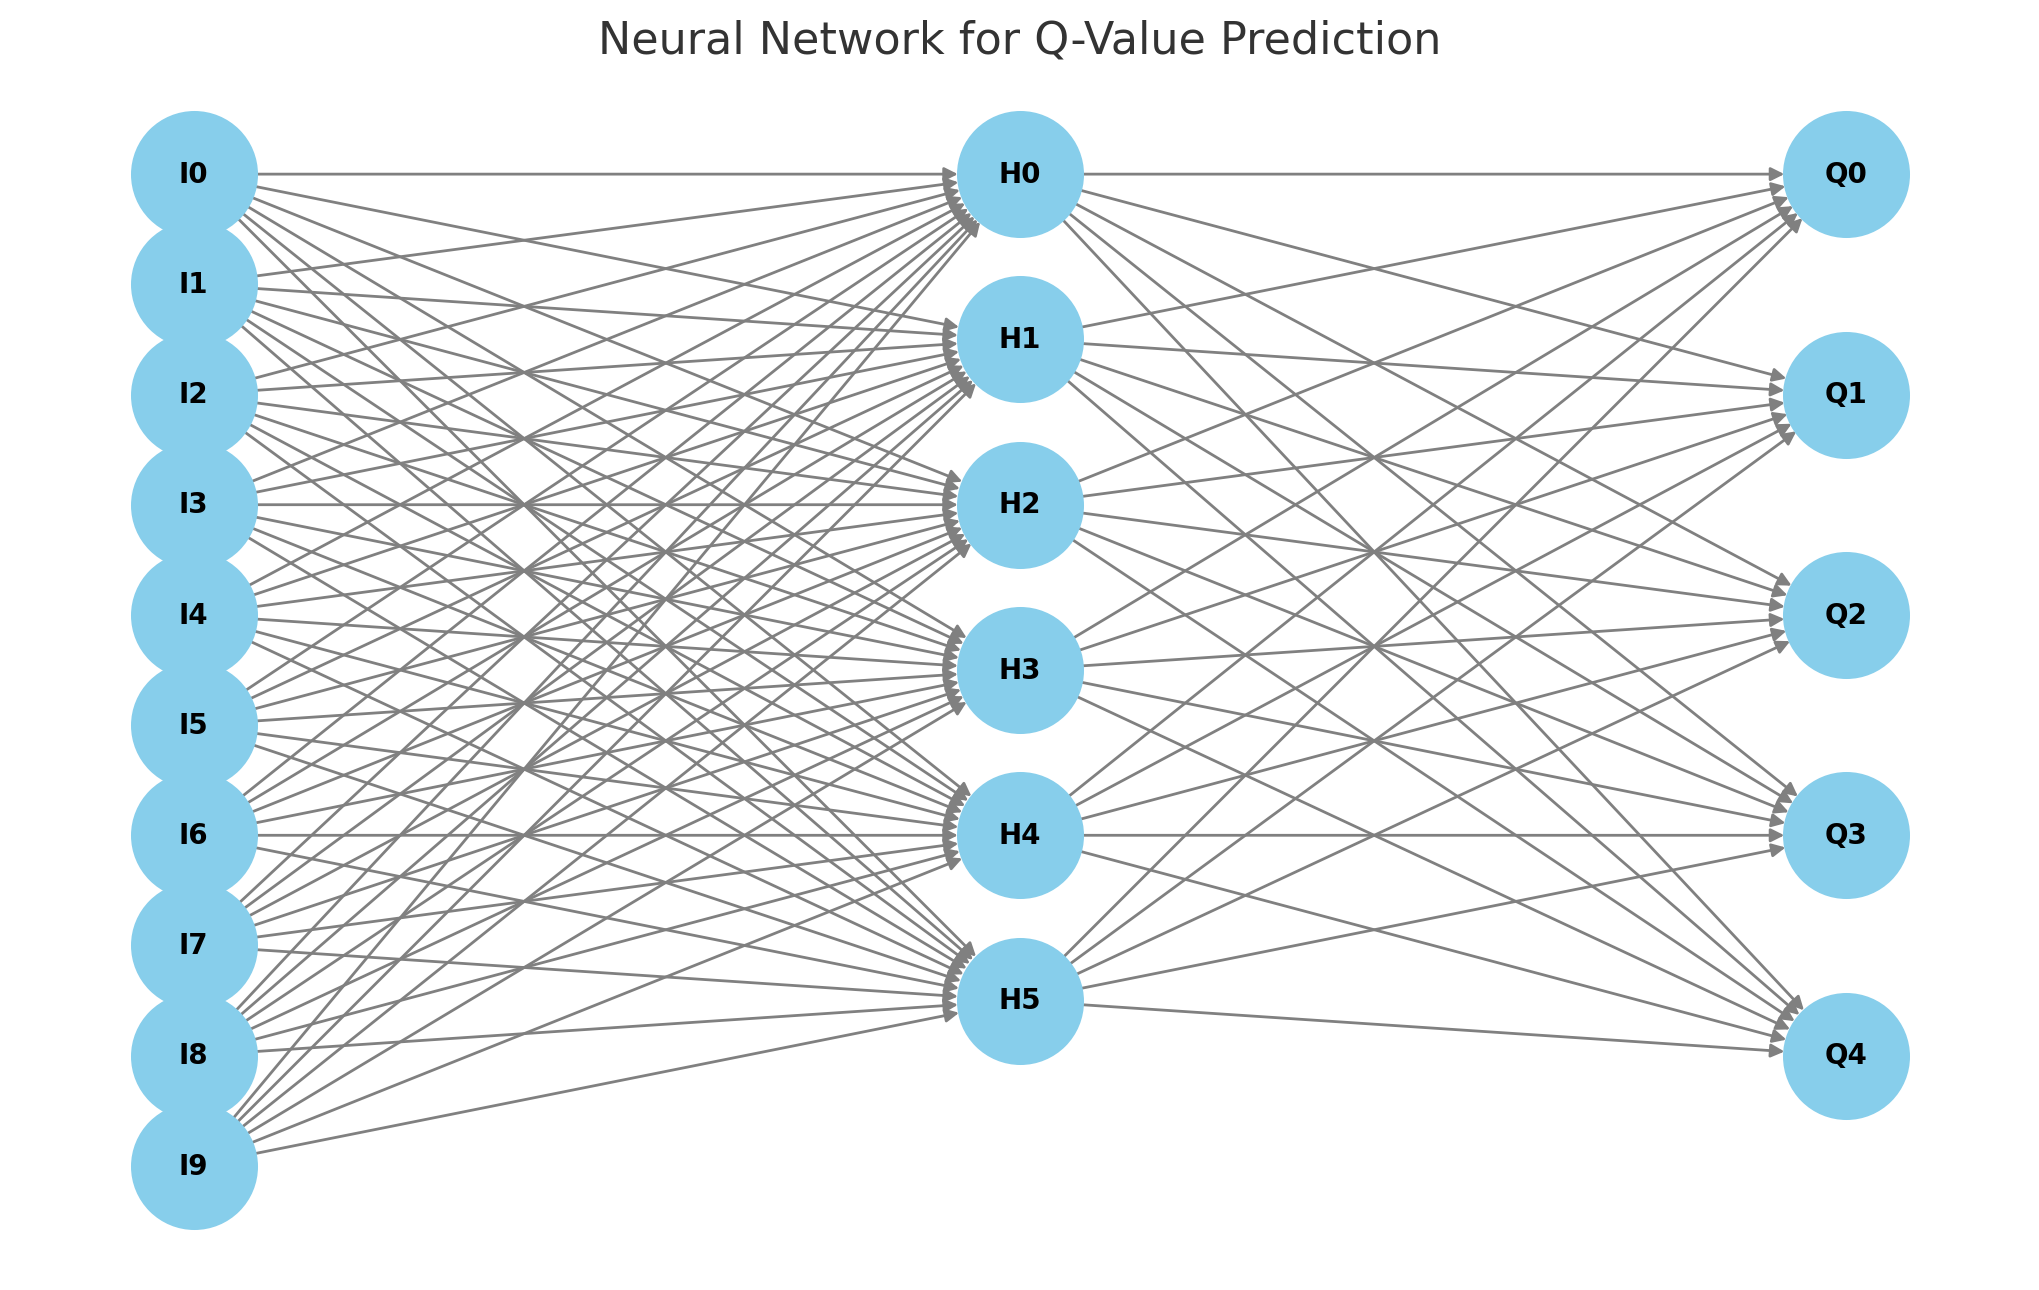 Neural Network for Q-Value Prediction
I0
I1
I2
I3
I4
I5
I6
I7
I8
I9
H0
H1
H2
H3
H4
H5
Q0
Q1
Q2
Q3
Q4